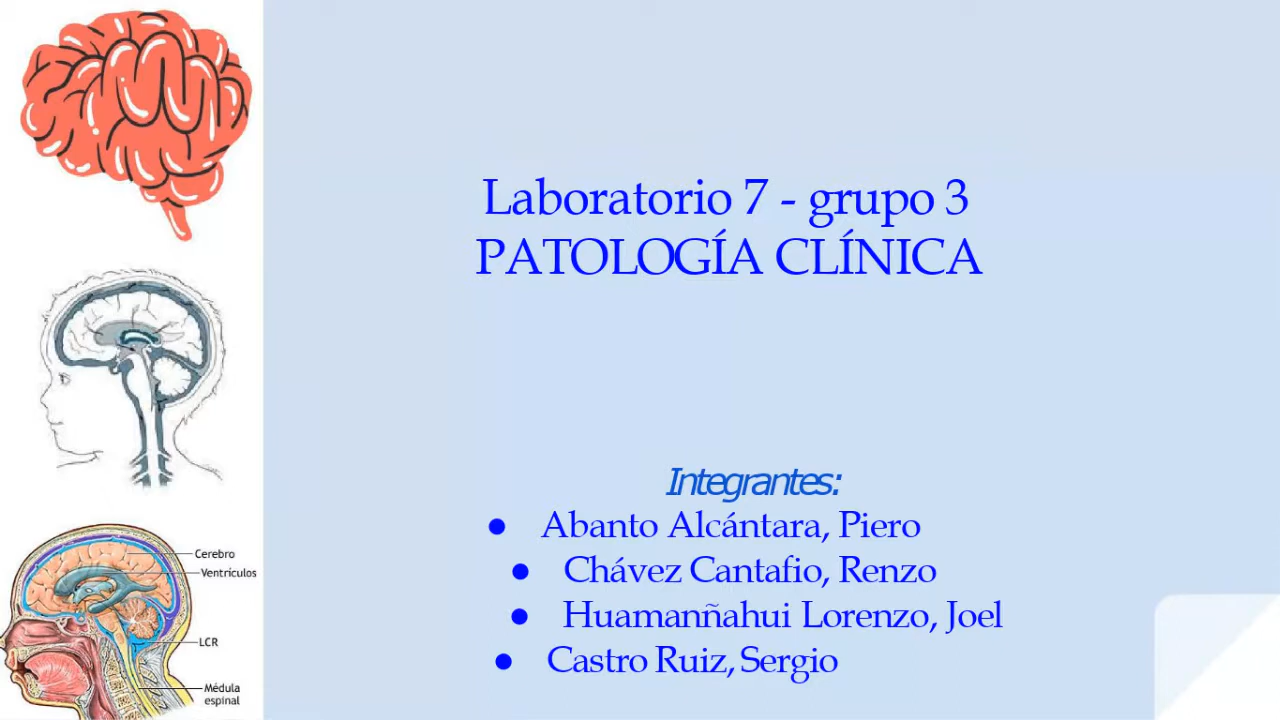 Laboratorio 7 - grupo 3
PATOLOGÍA CLÍNICA
Integrantes:
● Abanto Alcántara, Piero
● Chávez Cantafio, Renzo
● Huamanñahui Lorenzo, Joel
● Castro Ruiz, Sergio
Cerebro
Ventrículos
LCR
Médula
espinal